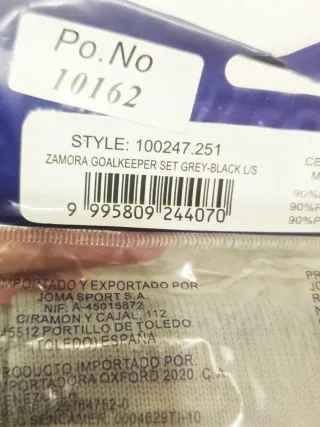 Po.No
10162
STYLE: 100247.251
ZAMORA GOALKEEPER SET GREY-BLACK L/S
9 995809 244070
CE
M
90%
90%P
90%P
IMPORTADO Y EXPORTADO POR
JOMA SPORT S.A.
NIF: A-45015872
C/RAMON Y CAJAL, 112
45512 PORTILLO DE TOLEDO
(TOLEDO) ESPAÑA
PRODUCTO IMPORTADO POR
IMPORTADORA OXFORD 2020, C.A